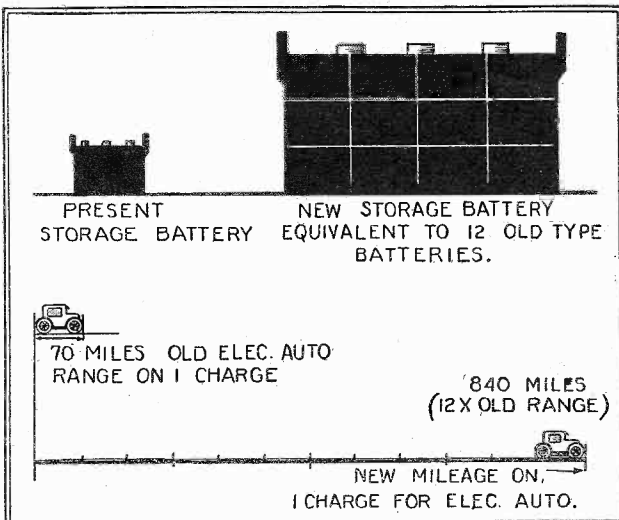 PRESENT
STORAGE BATTERY
NEW STORAGE BATTERY
EQUIVALENT TO 12 OLD TYPE
BATTERIES.
70 MILES OLD ELEC. AUTO
RANGE ON 1 CHARGE
840 MILES
(12X OLD RANGE)
NEW MILEAGE ON,
1 CHARGE FOR ELEC. AUTO.